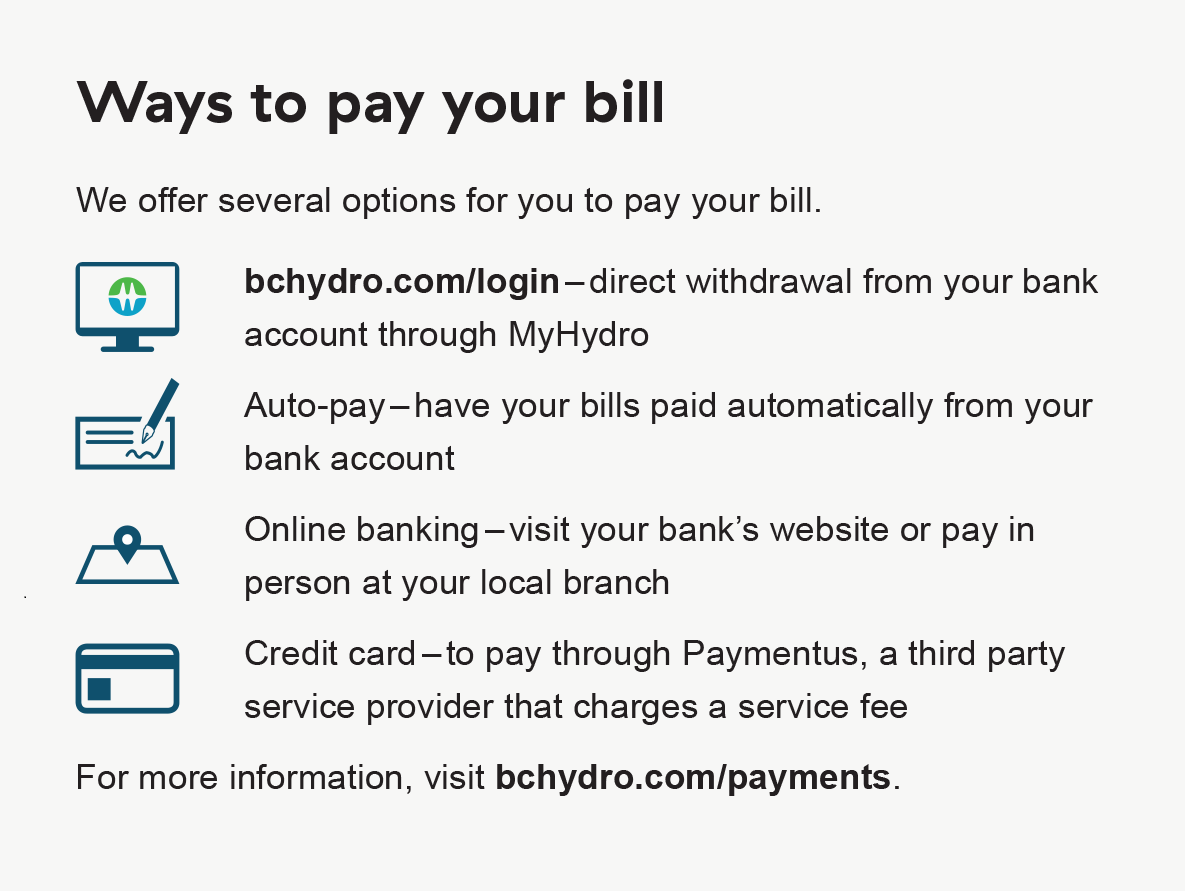 Ways to pay your bill
We offer several options for you to pay your bill.
bchydro.com/login – direct withdrawal from your bank
account through MyHydro
Auto-pay – have your bills paid automatically from your
bank account
Online banking – visit your bank’s website or pay in
person at your local branch
Credit card – to pay through Paymentus, a third party
service provider that charges a service fee
For more information, visit bchydro.com/payments.